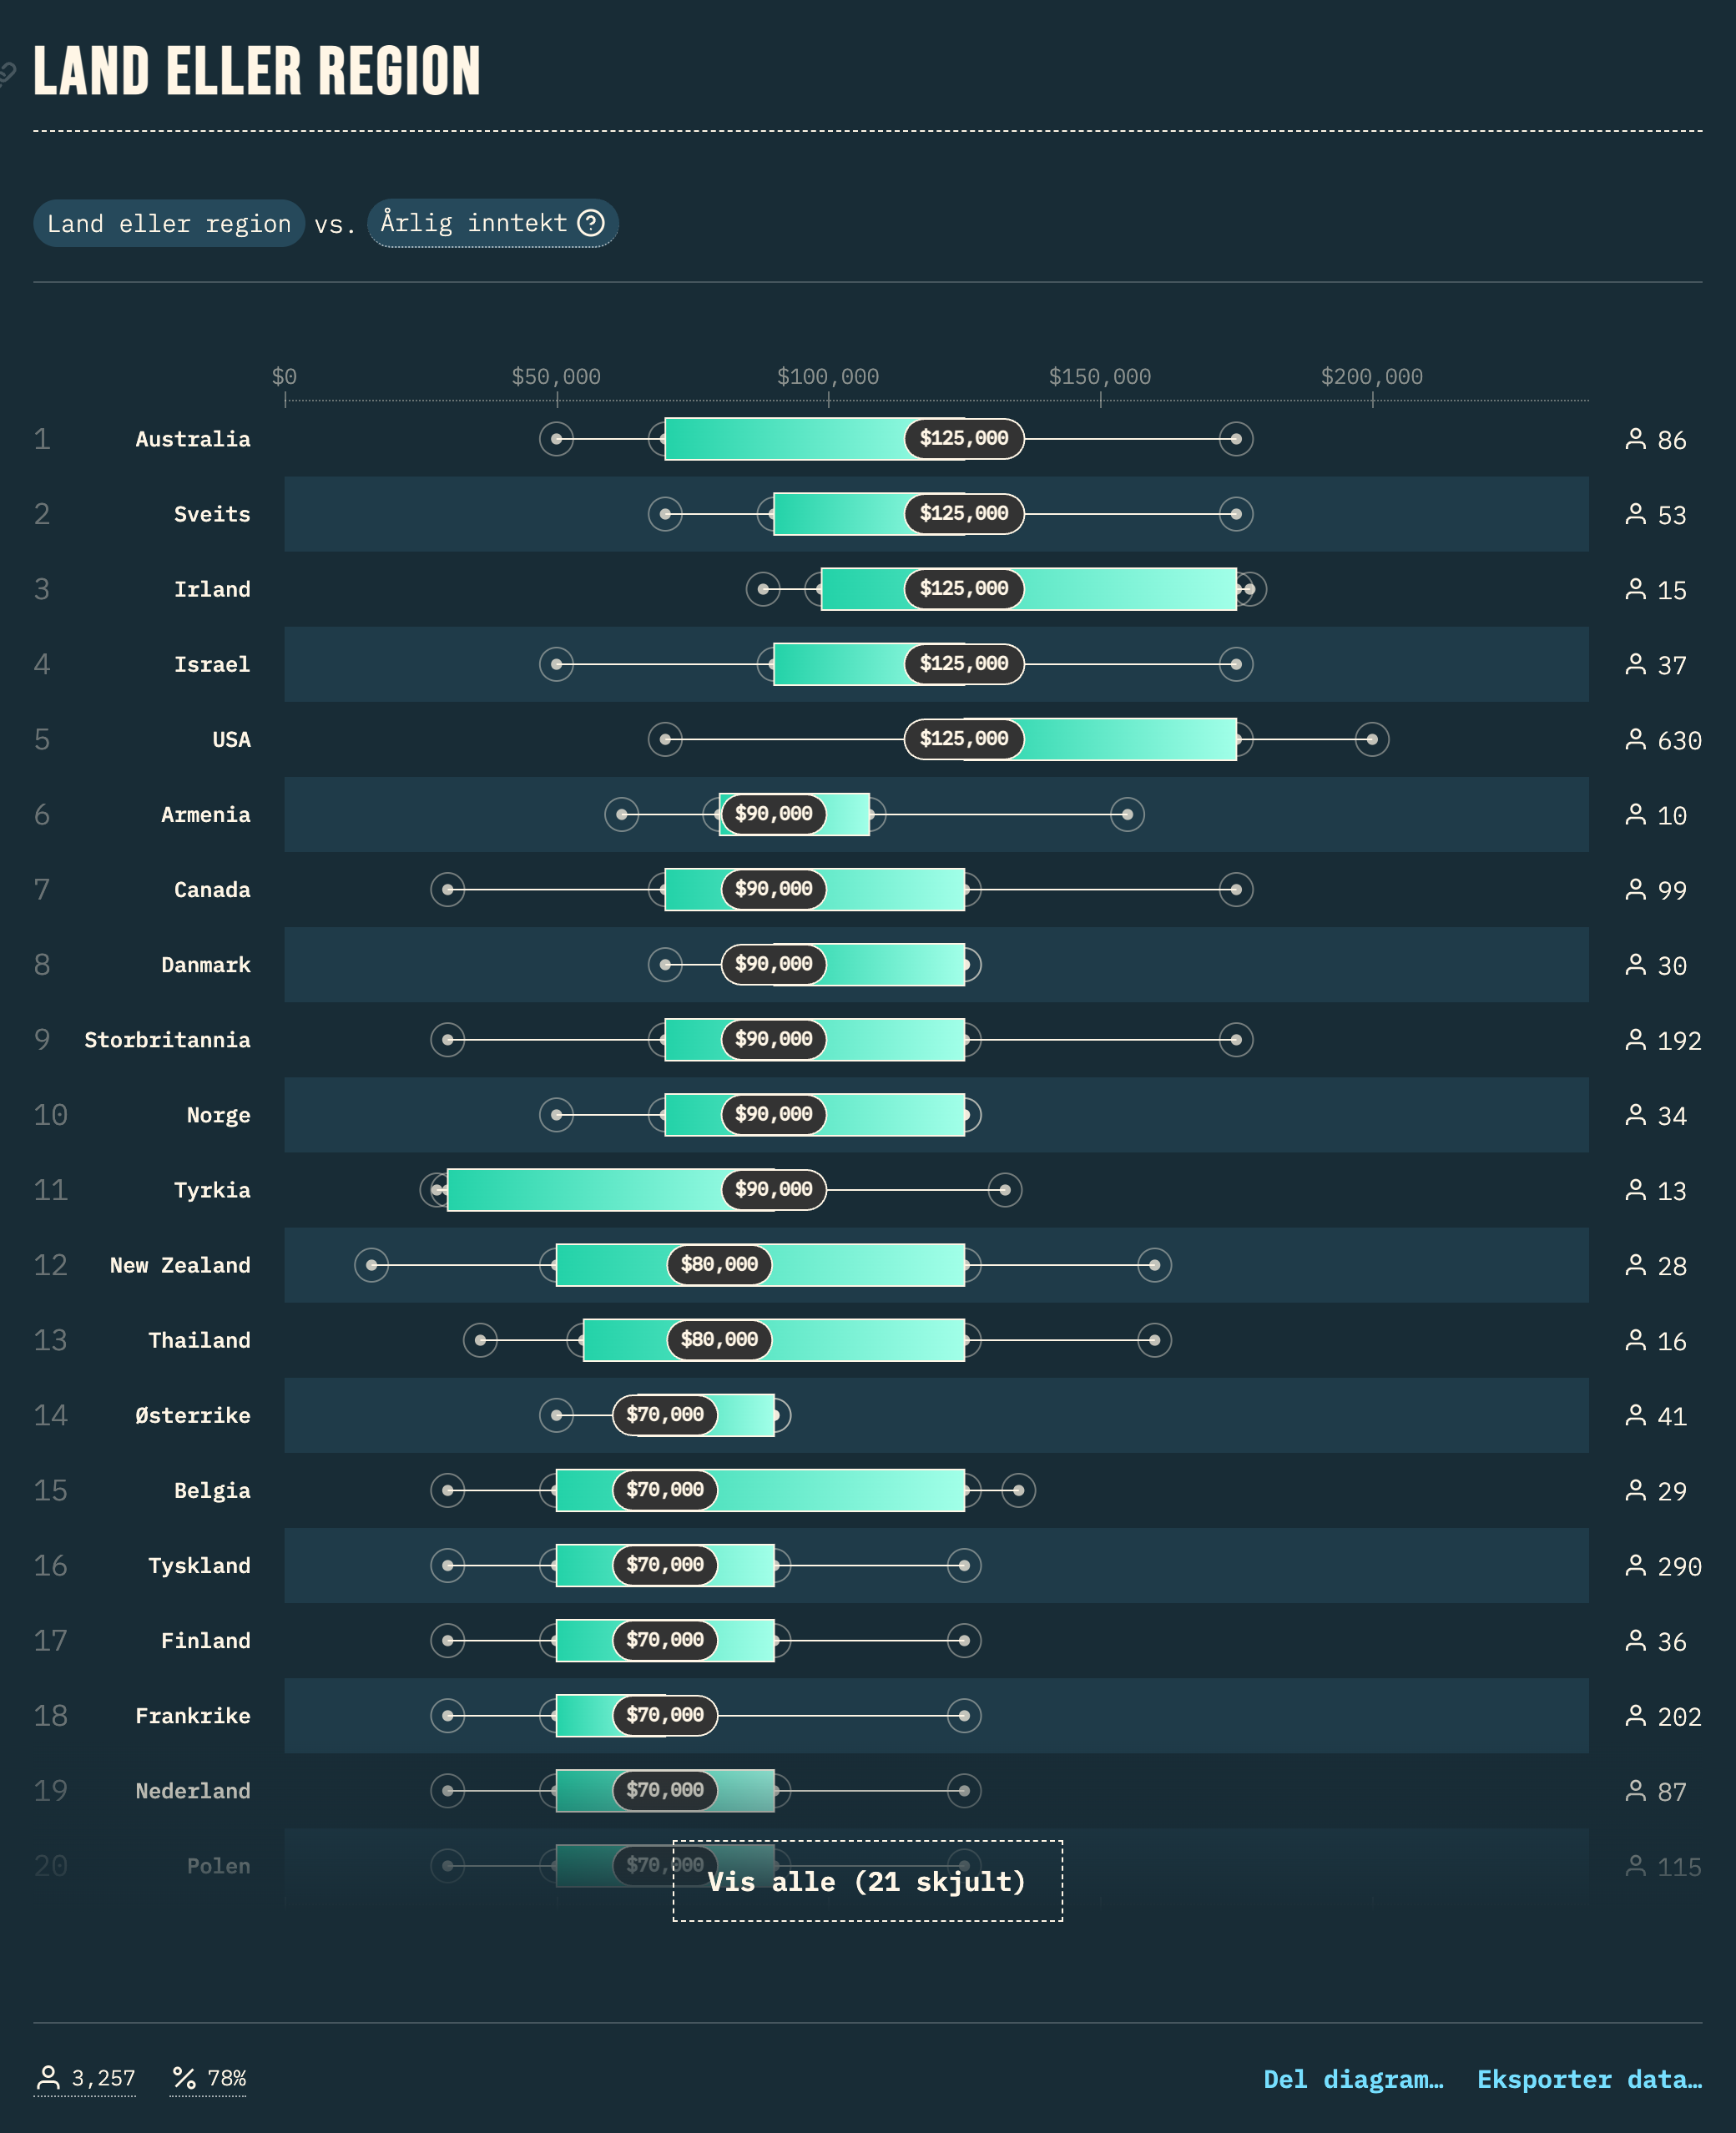 LAND ELLER REGION
Land eller region vs. Årlig inntekt ?
$0 $50,000 $100,000 $150,000 $200,000
1 Australia $125,000 86
2 Sveits $125,000 53
3 Irland $125,000 15
4 Israel $125,000 37
5 USA $125,000 630
6 Armenia $90,000 10
7 Canada $90,000 99
8 Danmark $90,000 30
9 Storbritannia $90,000 192
10 Norge $90,000 34
11 Tyrkia $90,000 13
12 New Zealand $80,000 28
13 Thailand $80,000 16
14 Østerrike $70,000 41
15 Belgia $70,000 29
16 Tyskland $70,000 290
17 Finland $70,000 36
18 Frankrike $70,000 202
19 Nederland $70,000 87
20 Polen $70,000 115
Vis alle (21 skjult)
3,257 % 78% Del diagram… Eksporter data…